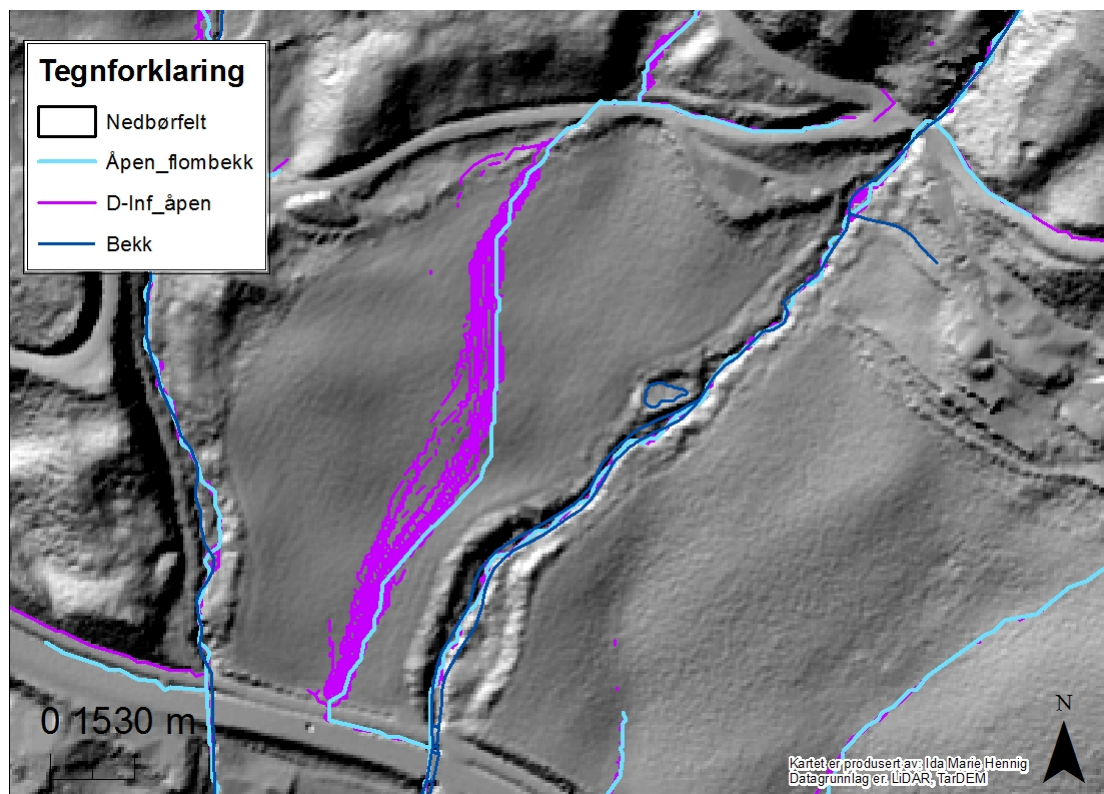 Tegnforklaring
Nedbørfelt
Åpen_flombekk
D-Inf_åpen
Bekk
0 1530 m
N
Kartet er produsert av: Ida Marie Hennig
Datagrunnlag er: LiDAR, TarDEM